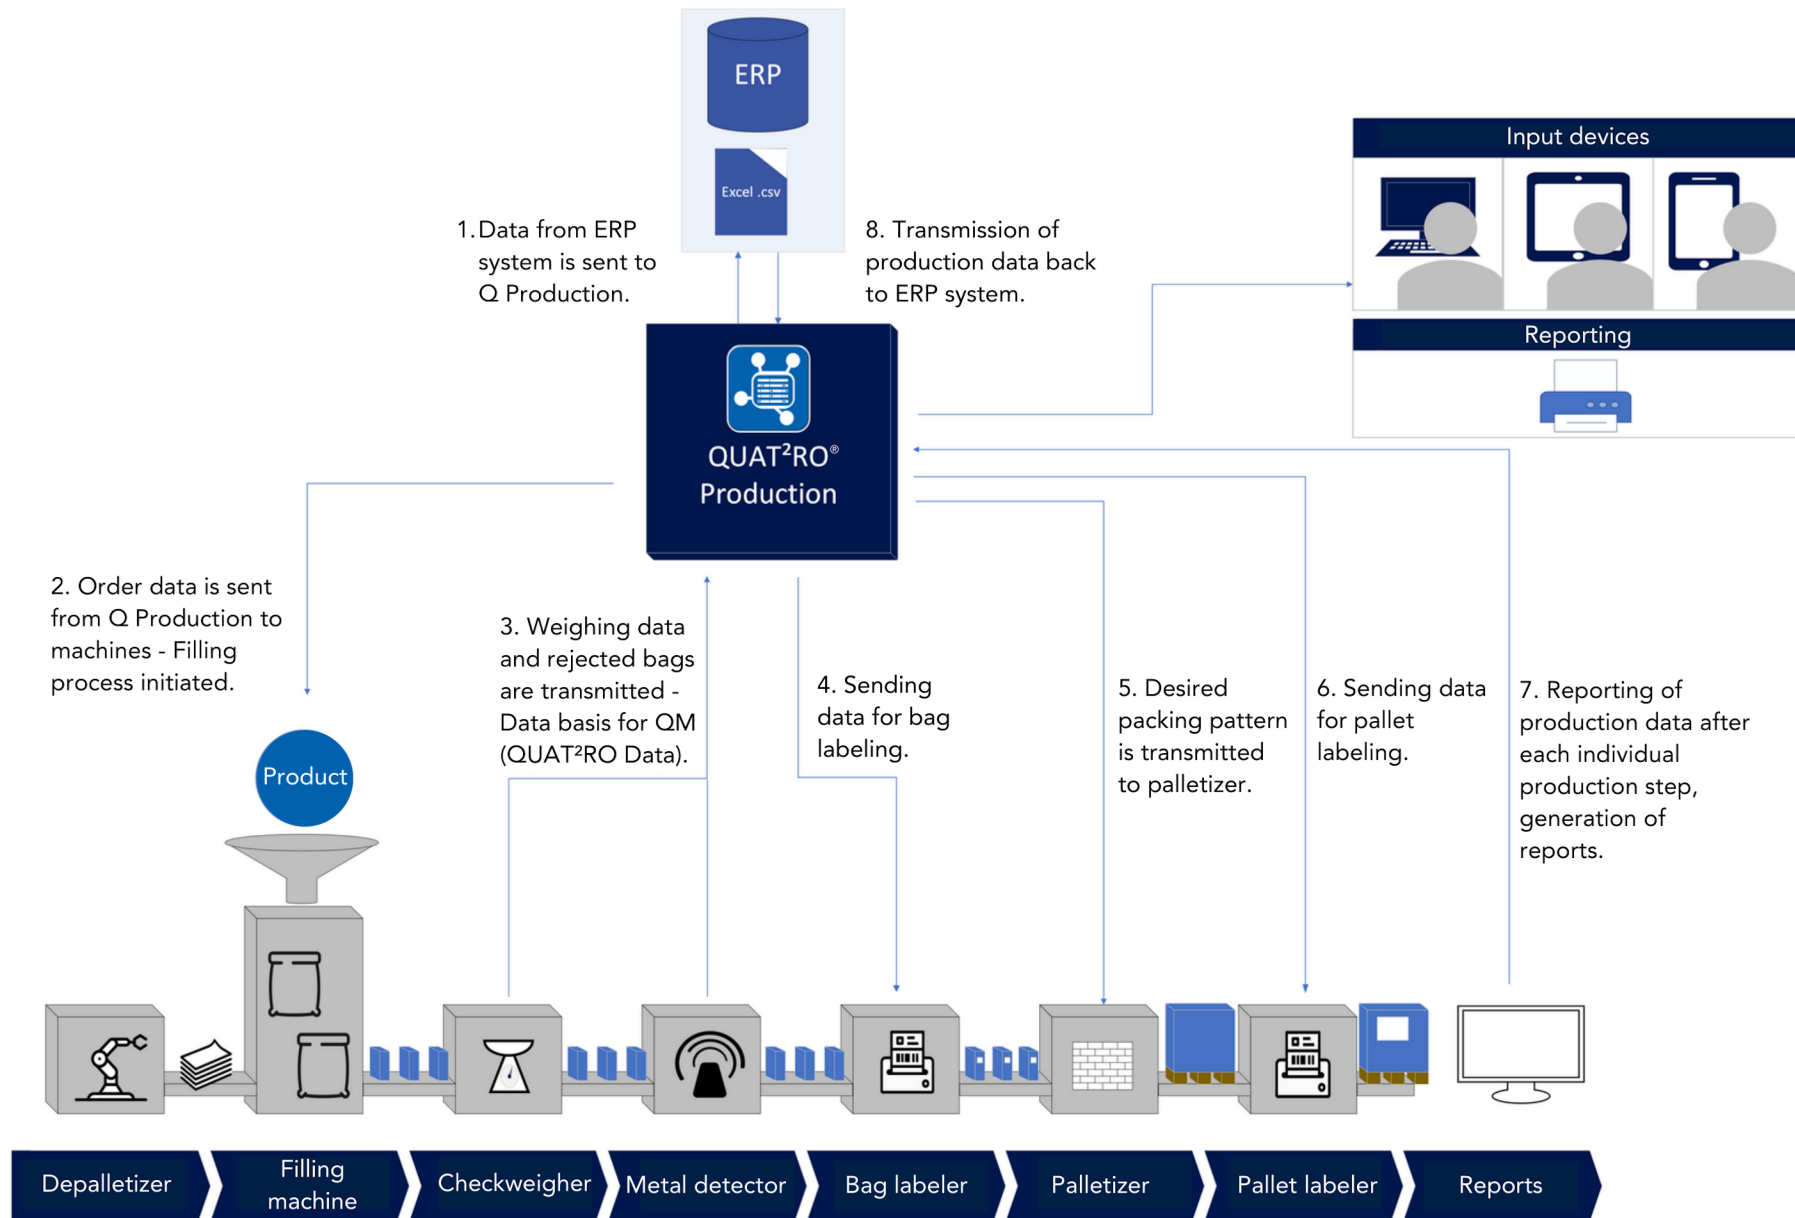 ERP
Excel .csv
1. Data from ERP
system is sent to
Q Production.
8. Transmission of
production data back
to ERP system.
Input devices
Reporting
QUAT²RO®
Production
2. Order data is sent
from Q Production to
machines - Filling
process initiated.
3. Weighing data
and rejected bags
are transmitted -
Data basis for QM
(QUAT²RO Data).
4. Sending
data for bag
labeling.
5. Desired
packing pattern
is transmitted
to palletizer.
6. Sending data
for pallet
labeling.
7. Reporting of
production data after
each individual
production step,
generation of
reports.
Product
Depalletizer
Filling
machine
Checkweigher
Metal detector
Bag labeler
Palletizer
Pallet labeler
Reports